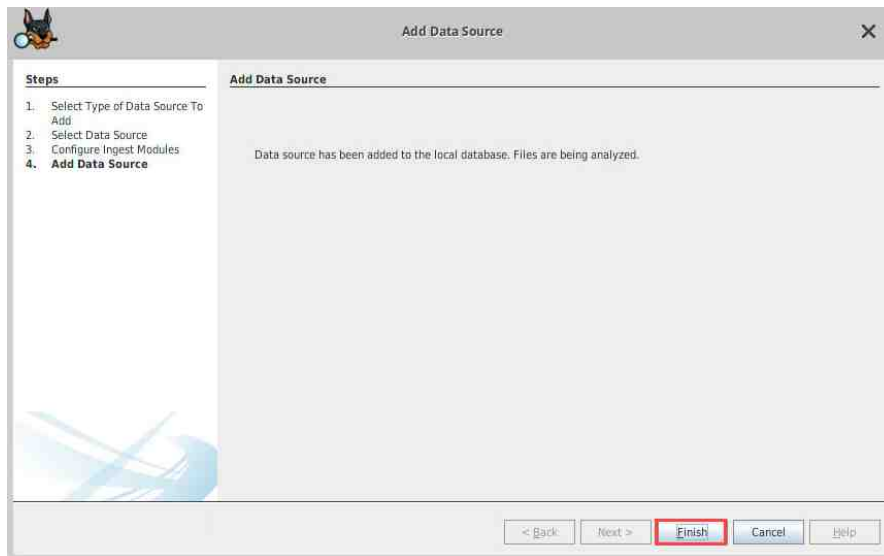 Add Data Source
Steps
1. Select Type of Data Source To
Add
2. Select Data Source
3. Configure Ingest Modules
4. Add Data Source
Add Data Source
Data source has been added to the local database. Files are being analyzed.
< Back
Next >
Finish
Cancel
Help